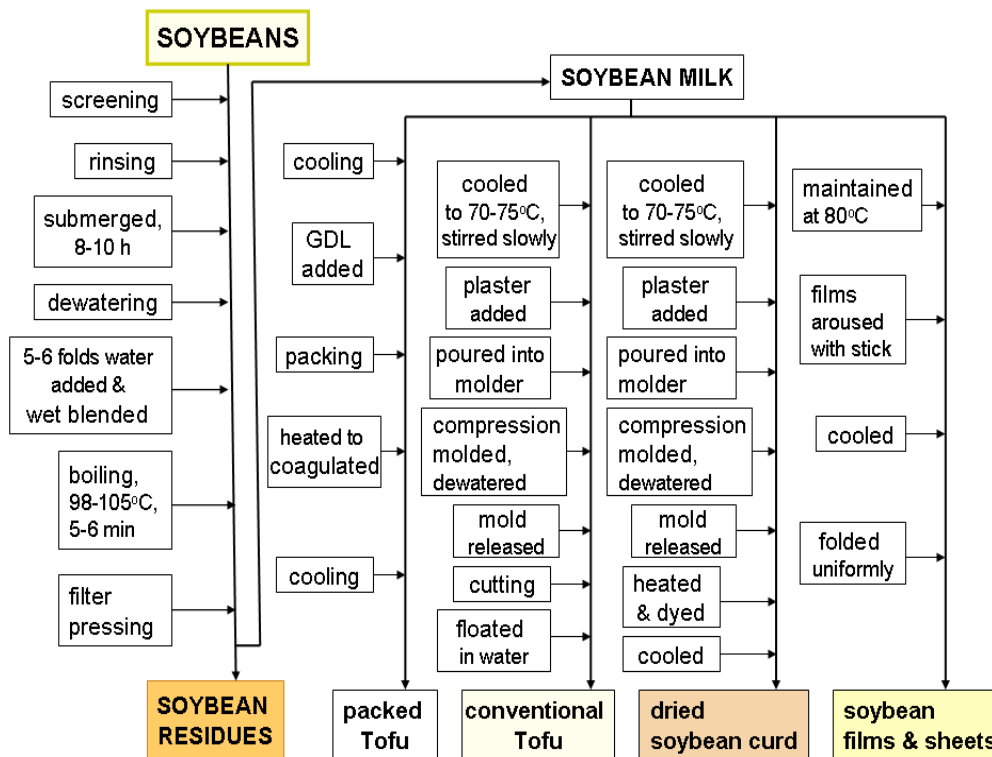 SOYBEANS
screening
rinsing
submerged,
8-10 h
dewatering
5-6 folds water
added &
wet blended
boiling,
98-105ºC,
5-6 min
filter
pressing
SOYBEAN
RESIDUES
SOYBEAN MILK
cooling
GDL
added
packing
heated to
coagulated
cooling
packed
Tofu
cooled
to 70-75ºC,
stirred slowly
plaster
added
poured into
molder
compression
molded,
dewatered
mold
released
cutting
floated
in water
conventional
Tofu
cooled
to 70-75ºC,
stirred slowly
plaster
added
poured into
molder
compression
molded,
dewatered
mold
released
heated
& dyed
cooled
dried
soybean curd
maintained
at 80ºC
films
aroused
with stick
cooled
folded
uniformly
soybean
films & sheets